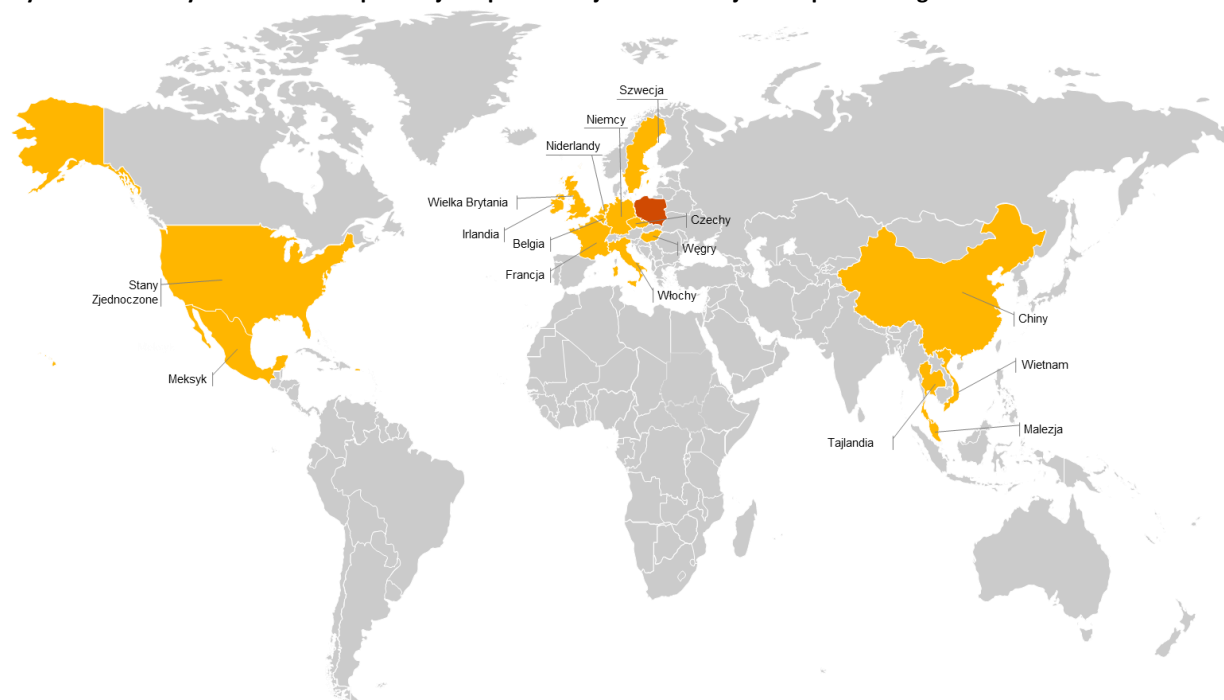 Szwecja
Niemcy
Niderlandy
Wielka Brytania
Irlandia
Belgia
Francja
Czechy
Węgry
Włochy
Stany
Zjednoczone
Meksyk
Chiny
Wietnam
Tajlandia
Malezja